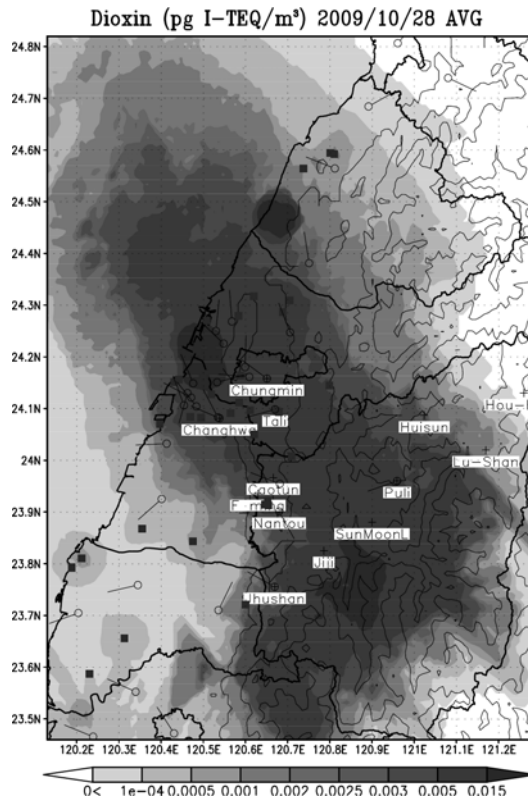 Dioxin (pg I-TEQ/m³) 2009/10/28 AVG
24.8N
24.7N
24.6N
24.5N
24.4N
24.3N
24.2N
Chungmin
24.1N
Hou-
Tali
Changhwa
Huisun
24N
Lu-Shan
Caotun
Puli
23.9N
Nantou
SunMoonL
23.8N
Jiji
Jhushan
23.7N
23.6N
23.5N
120.2E 120.3E 120.4E 120.5E 120.6E 120.7E 120.8E 120.9E 121E 121.1E 121.2E
0< 1e-04 0.0005 0.001 0.002 0.0025 0.003 0.005 0.015